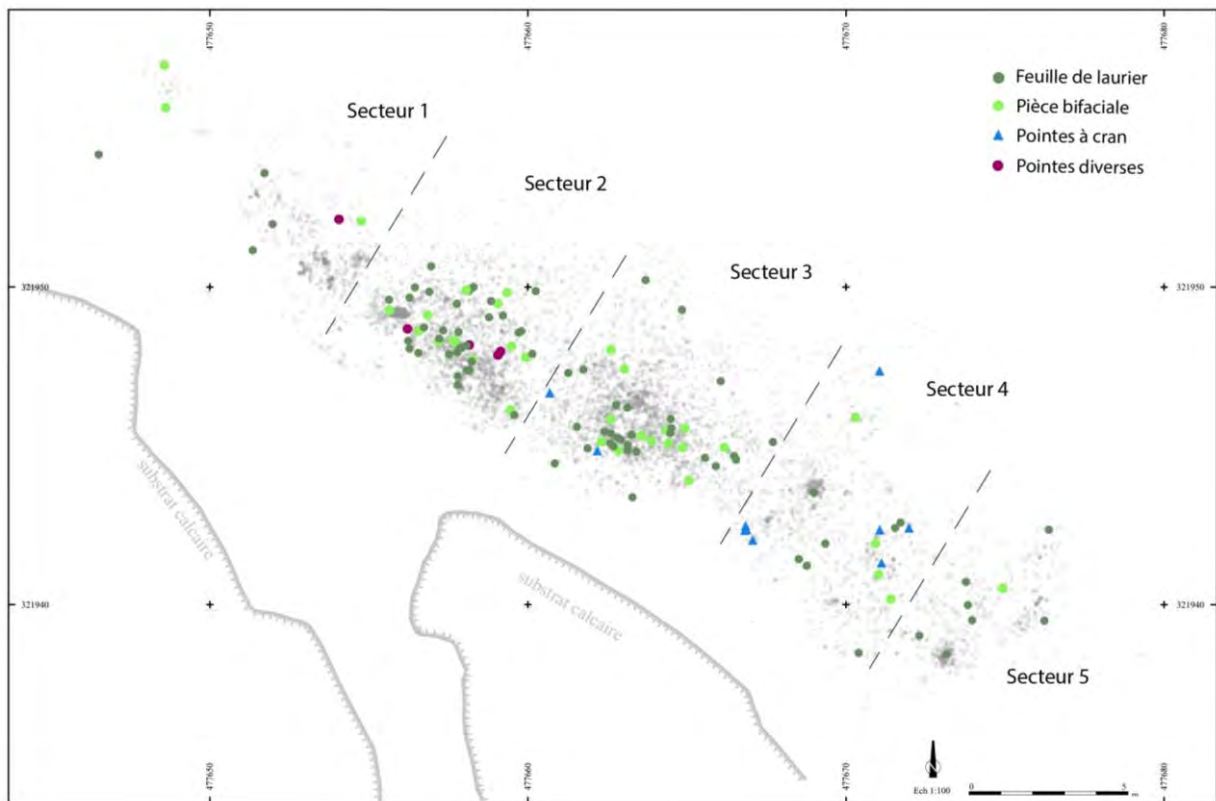 477650
477660
477670
477680
Feuille de laurier
Pièce bifaciale
Pointes à cran
Pointes diverses
Secteur 1
Secteur 2
Secteur 3
Secteur 4
Secteur 5
321950
321950
substrat calcaire
substrat calcaire
321940
321940
N
Ech 1:100
0
5
m
477650
477660
477670
477680